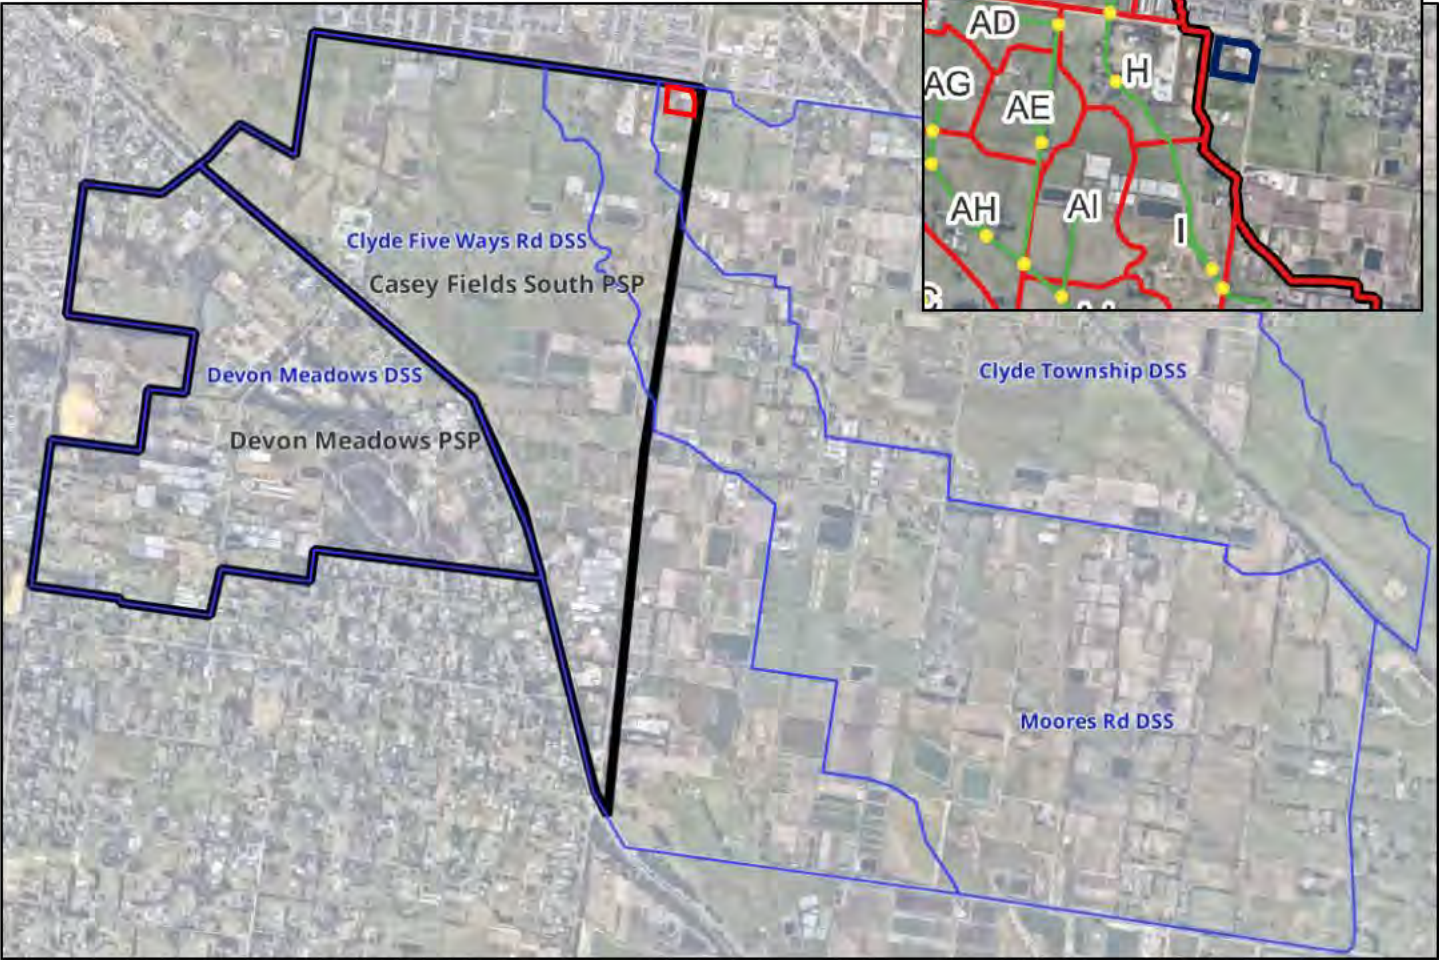 AD
H
AG
AE
AH
AI
I
Clyde Five Ways Rd DSS
Casey Fields South PSP
Devon Meadows DSS
Clyde Township DSS
Devon Meadows PSP
Moores Rd DSS